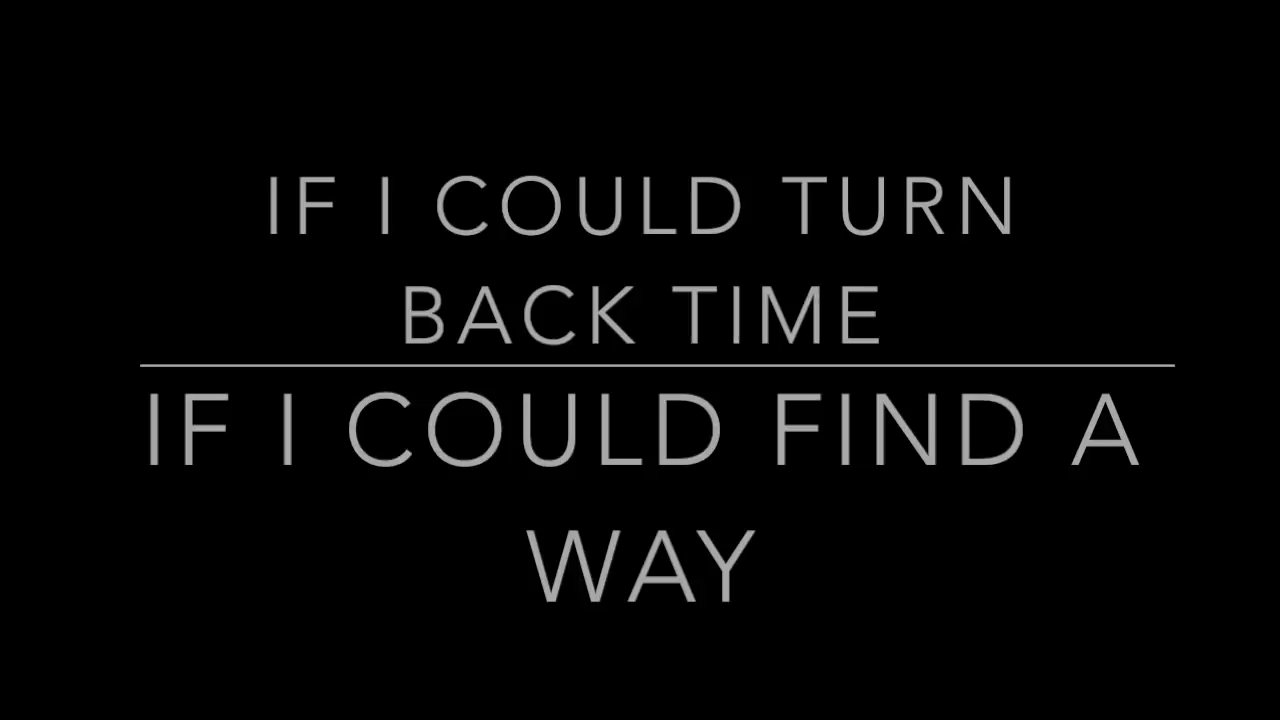 IF I COULD TURN
BACK TIME
IF I COULD FIND A
WAY